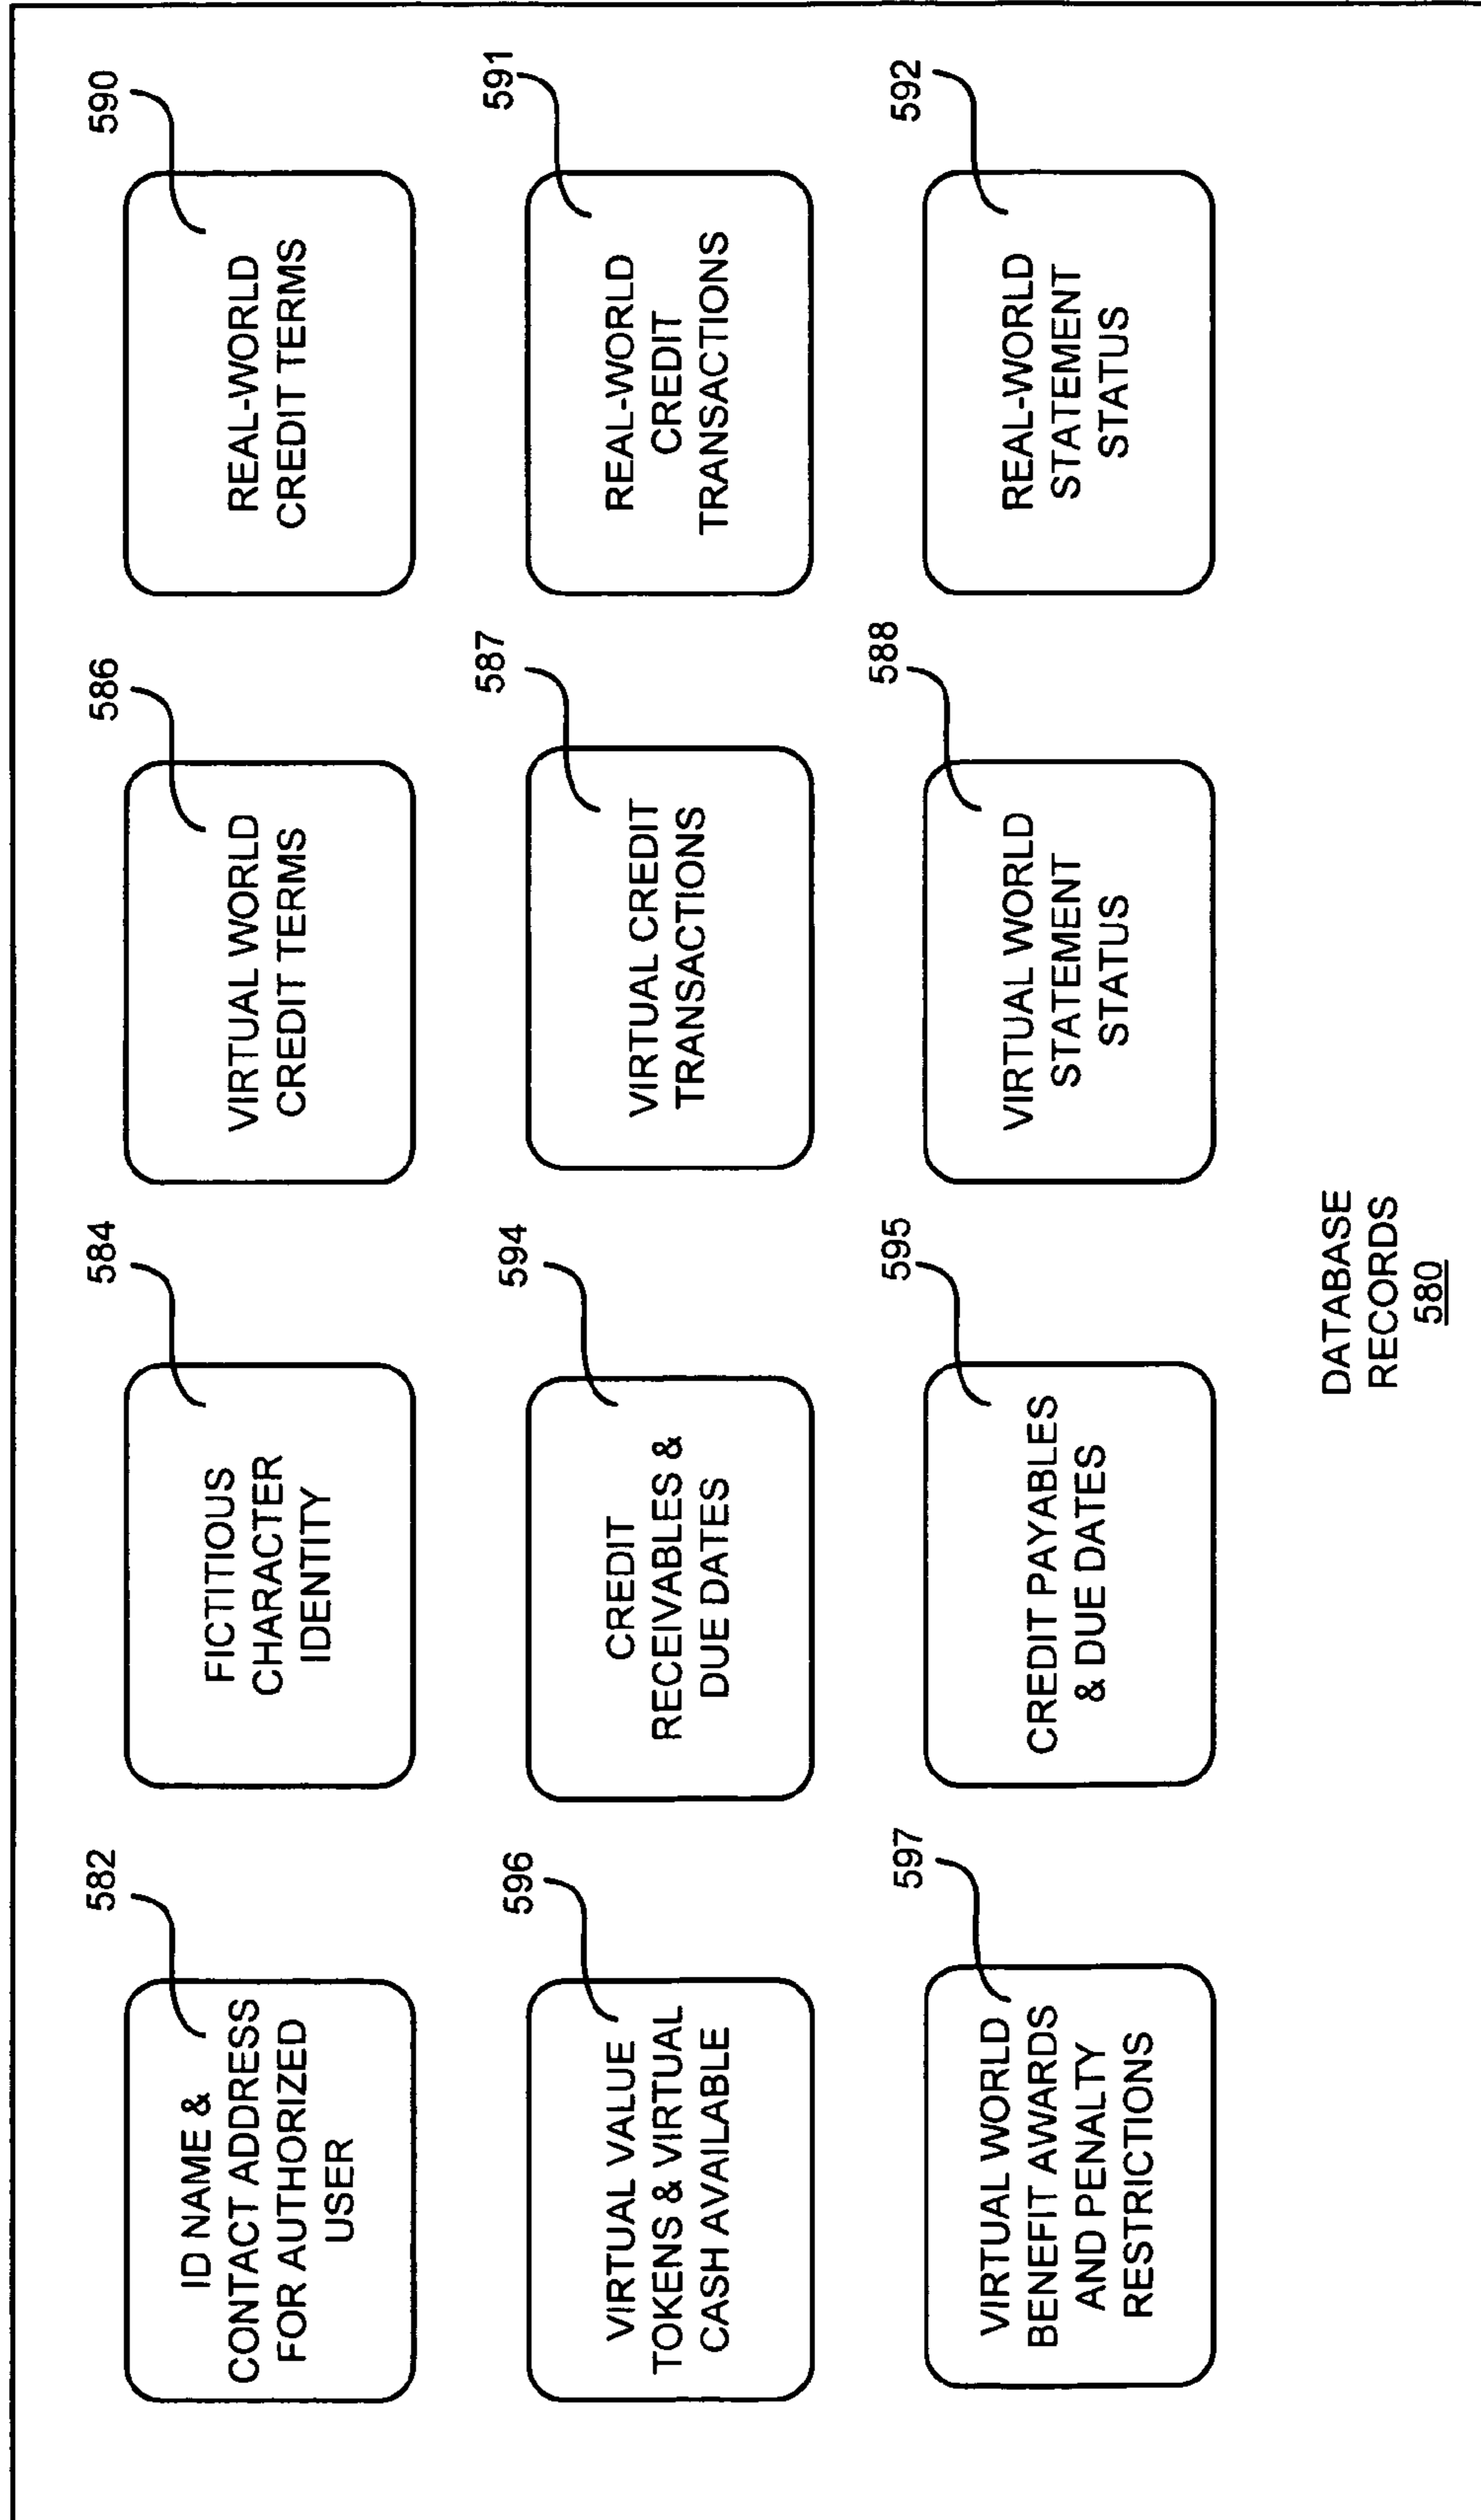 582
ID NAME &
CONTACT ADDRESS
FOR AUTHORIZED
USER
584
FICTITIOUS
CHARACTER
IDENTITY
586
VIRTUAL WORLD
CREDIT TERMS
590
REAL-WORLD
CREDIT TERMS
596
VIRTUAL VALUE
TOKENS & VIRTUAL
CASH AVAILABLE
594
CREDIT
RECEIVABLES &
DUE DATES
587
VIRTUAL CREDIT
TRANSACTIONS
591
REAL-WORLD
CREDIT
TRANSACTIONS
597
VIRTUAL WORLD
BENEFIT AWARDS
AND PENALTY
RESTRICTIONS
595
CREDIT PAYABLES
& DUE DATES
588
VIRTUAL WORLD
STATEMENT
STATUS
592
REAL-WORLD
STATEMENT
STATUS
DATABASE
RECORDS
580